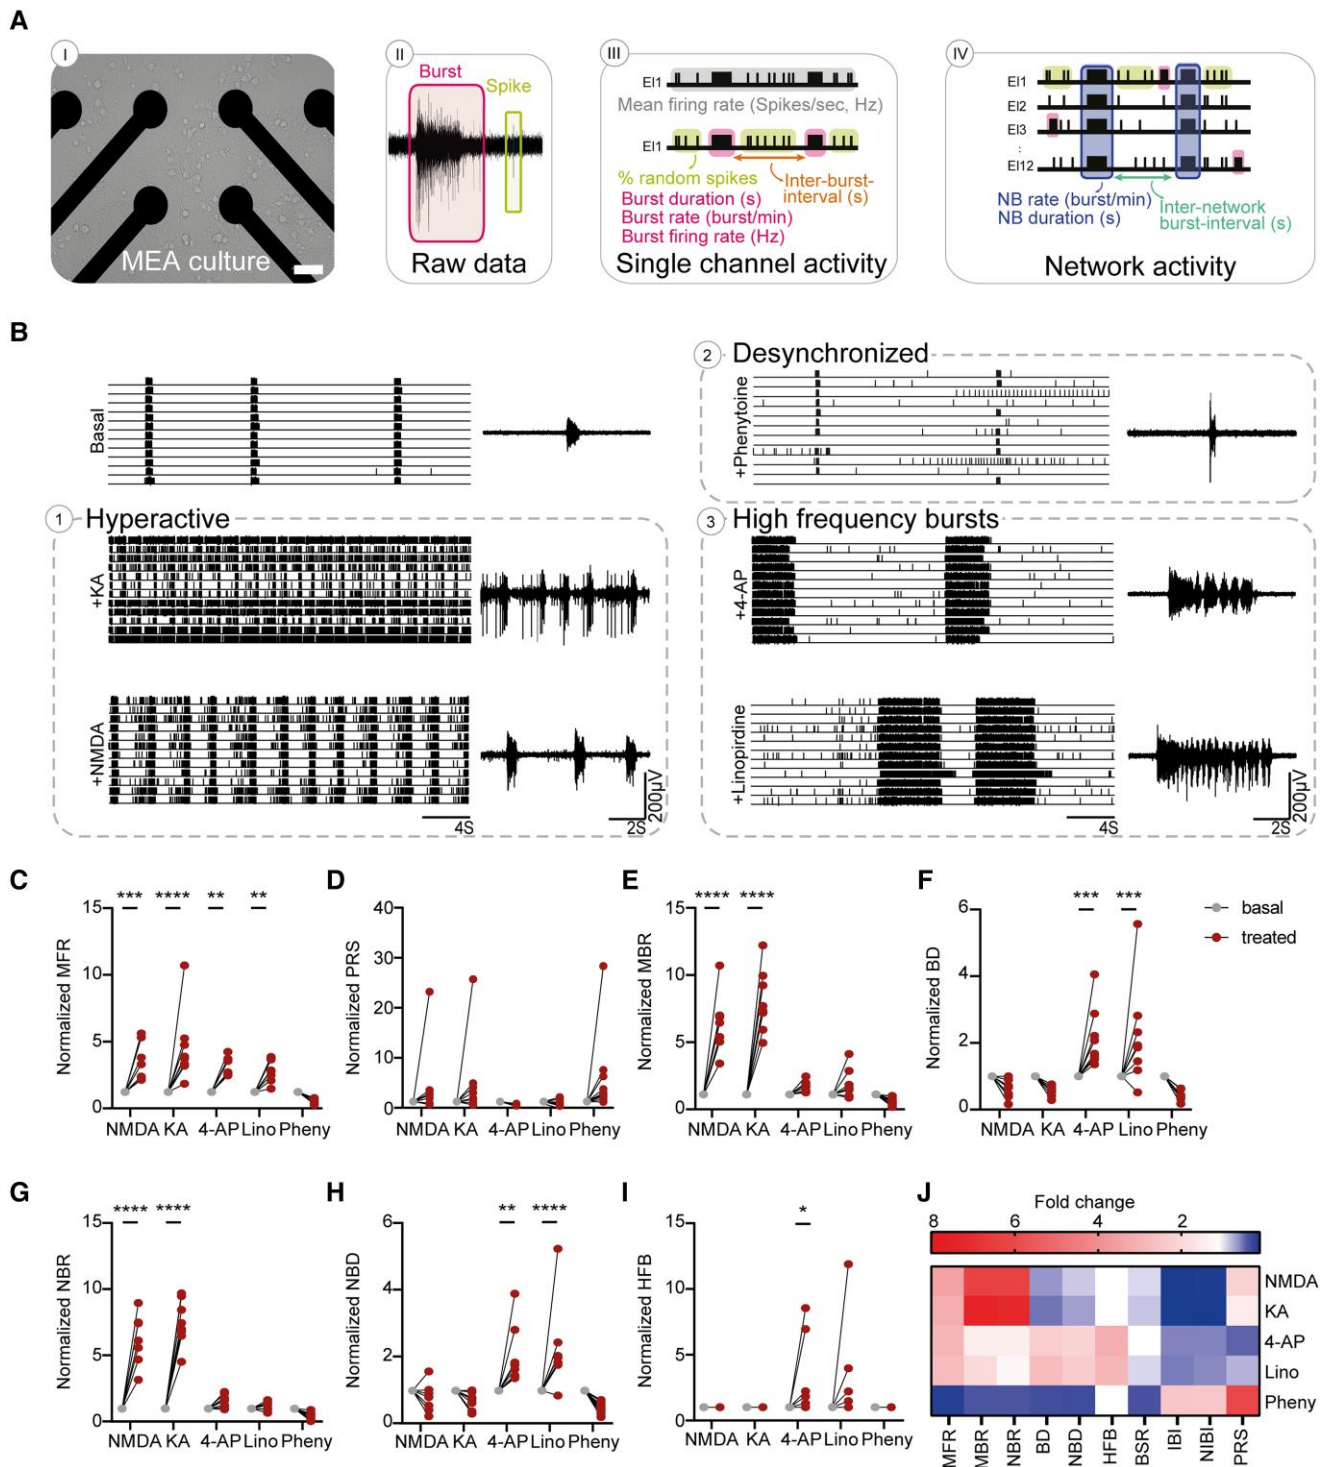 A
I
MEA culture
II
Burst
Spike
Raw data
III
El1
Mean firing rate (Spikes/sec, Hz)
El1
% random spikes
Burst duration (s)
Burst rate (burst/min)
Burst firing rate (Hz)
Inter-burst-
interval (s)
Single channel activity
IV
El1
El2
El3
:
El12
NB rate (burst/min)
NB duration (s)
Inter-network
burst-interval (s)
Network activity
B
Basal
2 Desynchronized
+Phenytoine
1 Hyperactive
+KA
+NMDA
4S
2S
200μV
3 High frequency bursts
+4-AP
+Linopirdine
4S
2S
200μV
C
*** **** ** **
Normalized MFR
15
10
5
0
NMDA KA 4-AP Lino Pheny
D
Normalized PRS
40
30
20
10
0
NMDA KA 4-AP Lino Pheny
E
**** ****
Normalized MBR
15
10
5
0
NMDA KA 4-AP Lino Pheny
F
*** ***
Normalized BD
6
4
2
0
NMDA KA 4-AP Lino Pheny
basal
treated
G
**** ****
Normalized NBR
15
10
5
0
NMDA KA 4-AP Lino Pheny
H
** ****
Normalized NBD
6
4
2
0
NMDA KA 4-AP Lino Pheny
I
*
Normalized HFB
15
10
5
0
NMDA KA 4-AP Lino Pheny
J
Fold change
8 6 4 2
NMDA
KA
4-AP
Lino
Pheny
MFR MBR NBR BD NBD HFB BSR IBI NIBI PRS